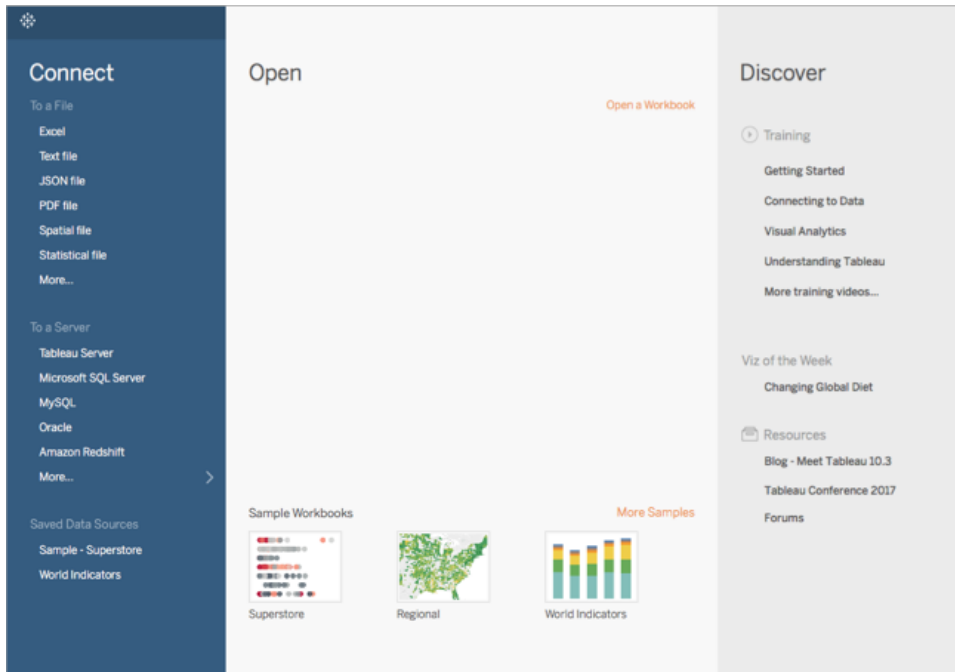 Connect
To a File
Excel
Text file
JSON file
PDF file
Spatial file
Statistical file
More...
To a Server
Tableau Server
Microsoft SQL Server
MySQL
Oracle
Amazon Redshift
More...
Saved Data Sources
Sample - Superstore
World Indicators
Open
Open a Workbook
Sample Workbooks
More Samples
Superstore
Regional
World Indicators
Discover
Training
Getting Started
Connecting to Data
Visual Analytics
Understanding Tableau
More training videos...
Viz of the Week
Changing Global Diet
Resources
Blog - Meet Tableau 10.3
Tableau Conference 2017
Forums